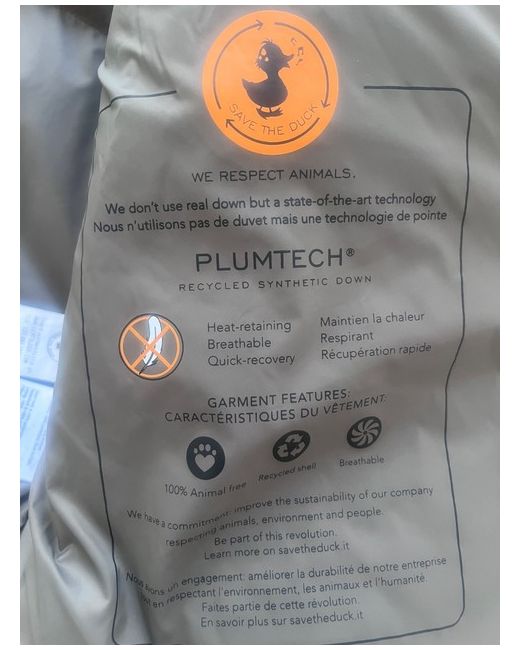 SAVE THE DUCK
WE RESPECT ANIMALS.
We don't use real down but a state-of-the-art technology
Nous n'utilisons pas de duvet mais une technologie de pointe
PLUMTECH®
RECYCLED SYNTHETIC DOWN
Heat-retaining
Breathable
Quick-recovery
Maintien la chaleur
Respirant
Récupération rapide
GARMENT FEATURES:
CARACTÉRISTIQUES DU VÊTEMENT:
100% Animal free
Recycled shell
Breathable
We have a commitment: improve the sustainability of our company
respecting animals, environment and people.
Be part of this revolution.
Learn more on savetheduck.it
Nous un engagement: améliorer la durabilité de notre entreprise
tout en respectant l'environnement, les animaux et l'humanité.
Faites partie de cette révolution.
En savoir plus sur savetheduck.it